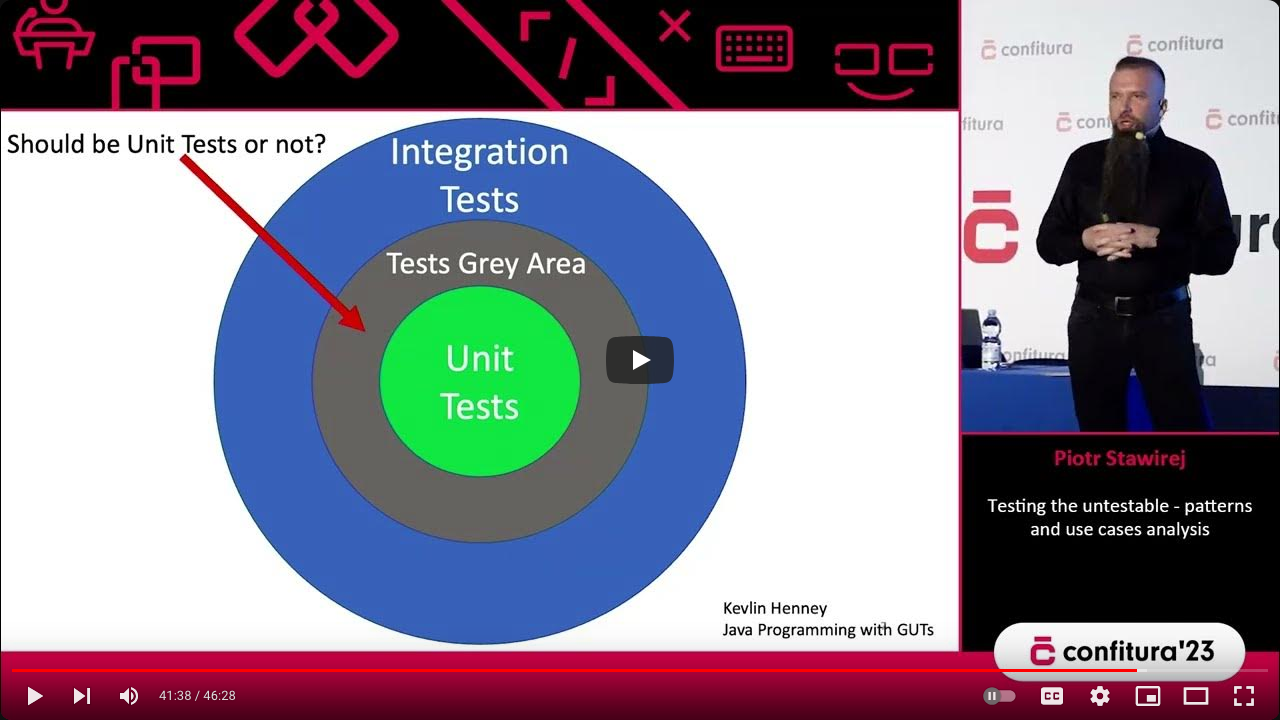 Should be Unit Tests or not?
Integration
Tests
Tests Grey Area
Unit
Tests
Kevlin Henney
Java Programming with GUTs
confitura
confitura
confitura
Piotr Stawirej
Testing the untestable - patterns
and use cases analysis
confitura'23
41:38 / 46:28
CC